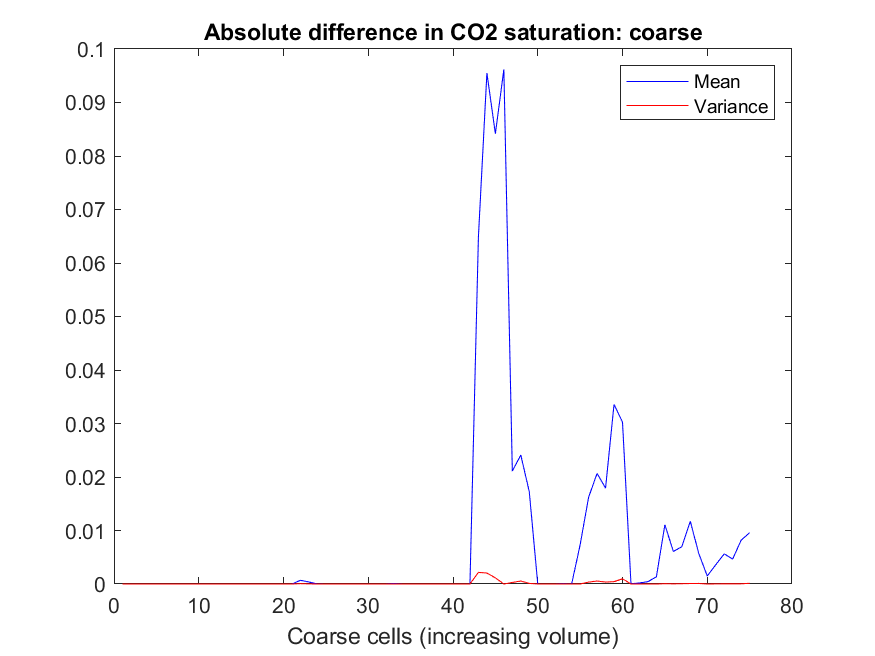 Absolute difference in CO2 saturation: coarse
0.1
0.09
0.08
0.07
0.06
0.05
0.04
0.03
0.02
0.01
0
Mean
Variance
0 10 20 30 40 50 60 70 80
Coarse cells (increasing volume)